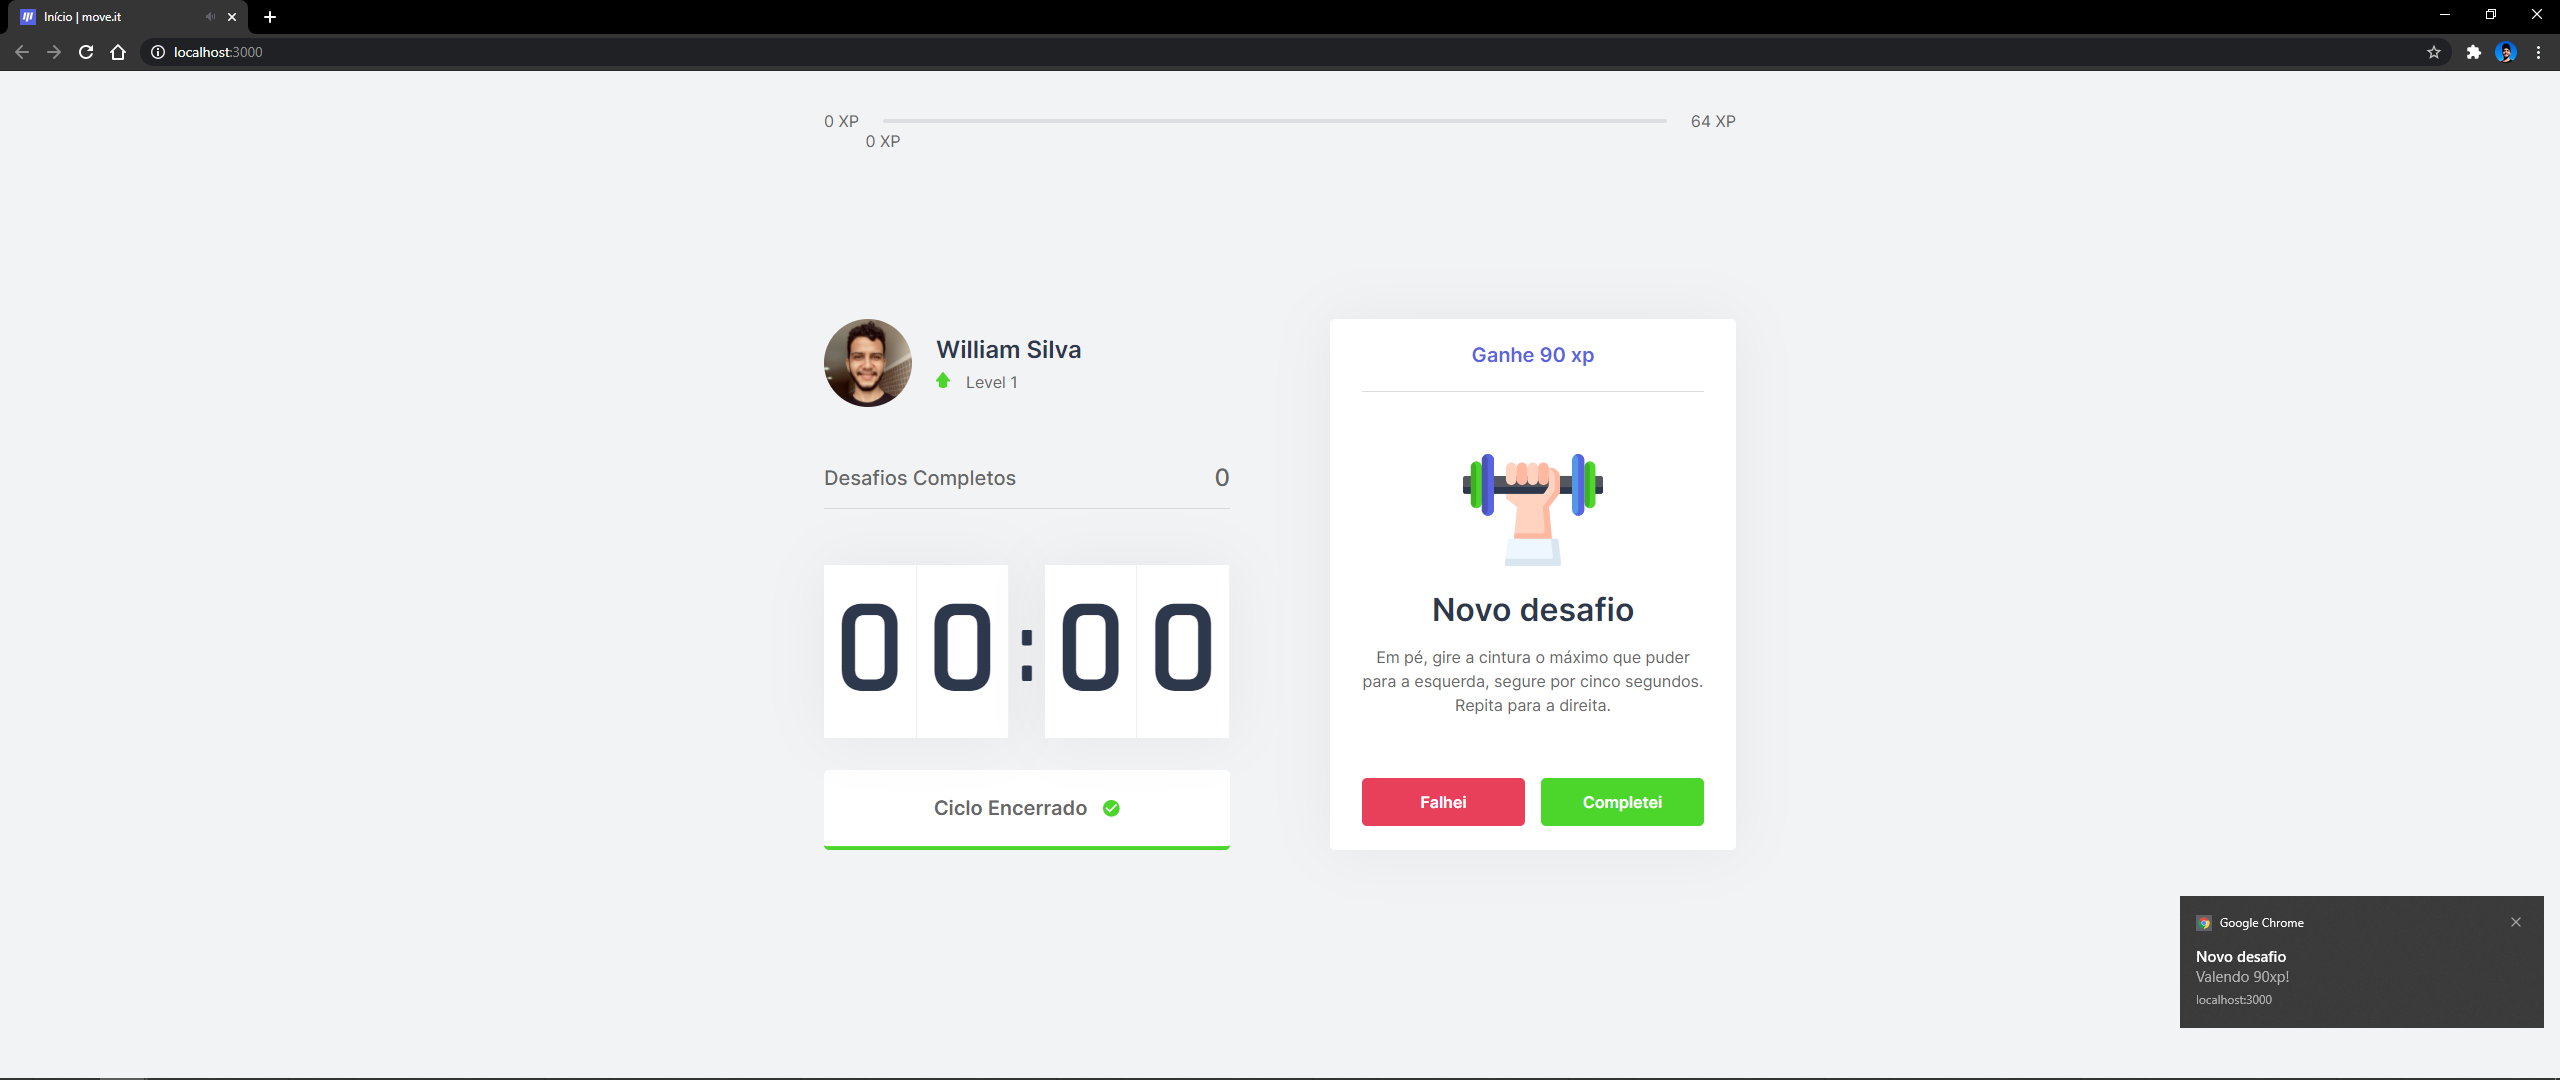 Início | move.it
localhost:3000
0 XP
64 XP
0 XP
William Silva
Level 1
Desafios Completos
0
00:00
Ciclo Encerrado
Ganhe 90 xp
Novo desafio
Em pé, gire a cintura o máximo que puder
para a esquerda, segure por cinco segundos.
Repita para a direita.
Falhei
Completei
Google Chrome
Novo desafio
Valendo 90xp!
localhost:3000